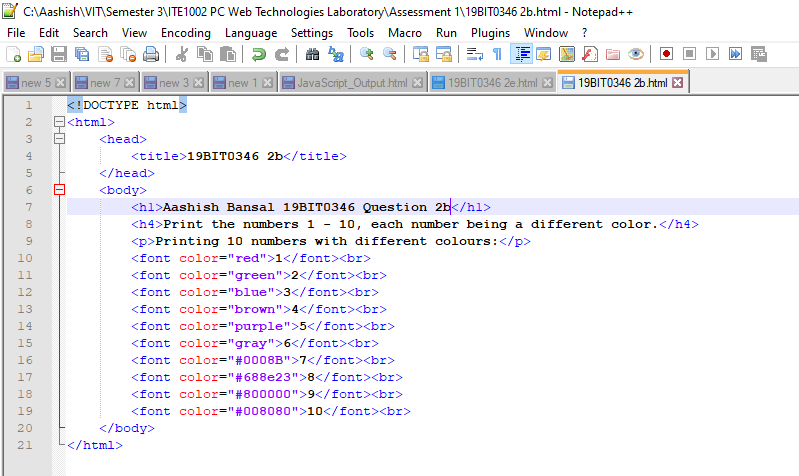 C:\Aashish\VIT\Semester 3\ITE1002 PC Web Technologies Laboratory\Assessment 1\19BIT0346 2b.html - Notepad++
File Edit Search View Encoding Language Settings Tools Macro Run Plugins Window ?
new 5 new 7 new 3 new 1 JavaScript_Output.html 19BIT0346 2e.html 19BIT0346 2b.html
1 <!DOCTYPE html>
2 <html>
3 <head>
4 <title>19BIT0346 2b</title>
5 </head>
6 <body>
7 <h1>Aashish Bansal 19BIT0346 Question 2b</h1>
8 <h4>Print the numbers 1 - 10, each number being a different color.</h4>
9 <p>Printing 10 numbers with different colours:</p>
10 <font color="red">1</font><br>
11 <font color="green">2</font><br>
12 <font color="blue">3</font><br>
13 <font color="brown">4</font><br>
14 <font color="purple">5</font><br>
15 <font color="gray">6</font><br>
16 <font color="#0008B">7</font><br>
17 <font color="#688e23">8</font><br>
18 <font color="#800000">9</font><br>
19 <font color="#008080">10</font><br>
20 </body>
21 </html>